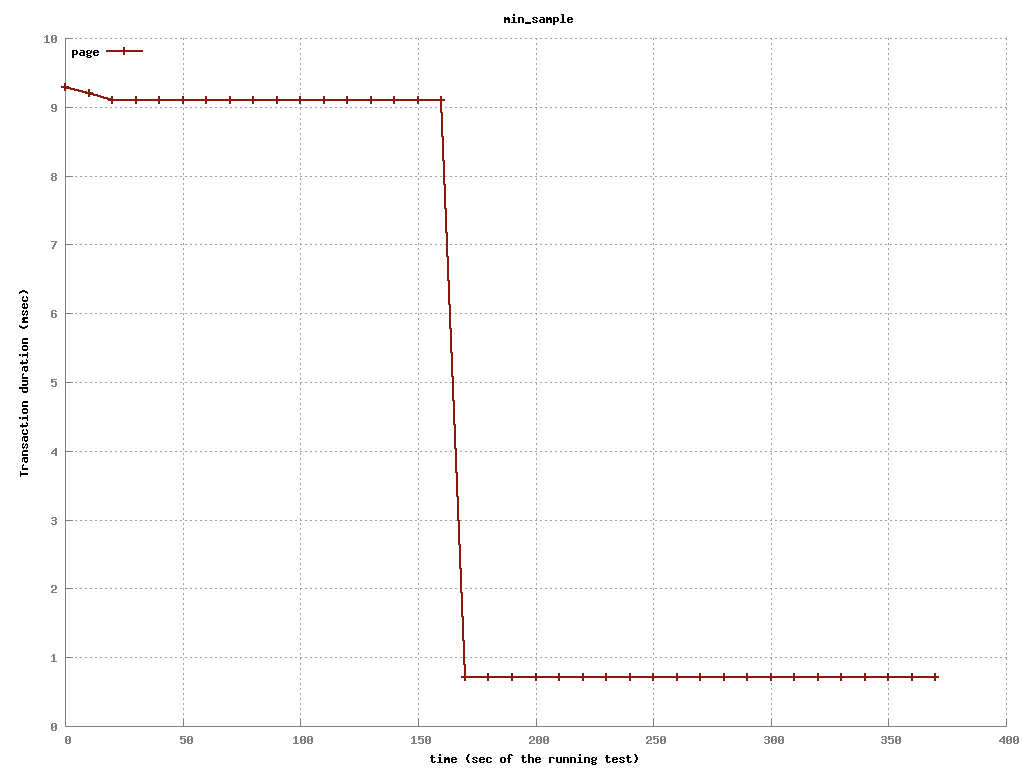 min_sample
page
10
9
8
7
6
5
4
3
2
1
0
Transaction duration (msec)
0 50 100 150 200 250 300 350 400
time (sec of the running test)